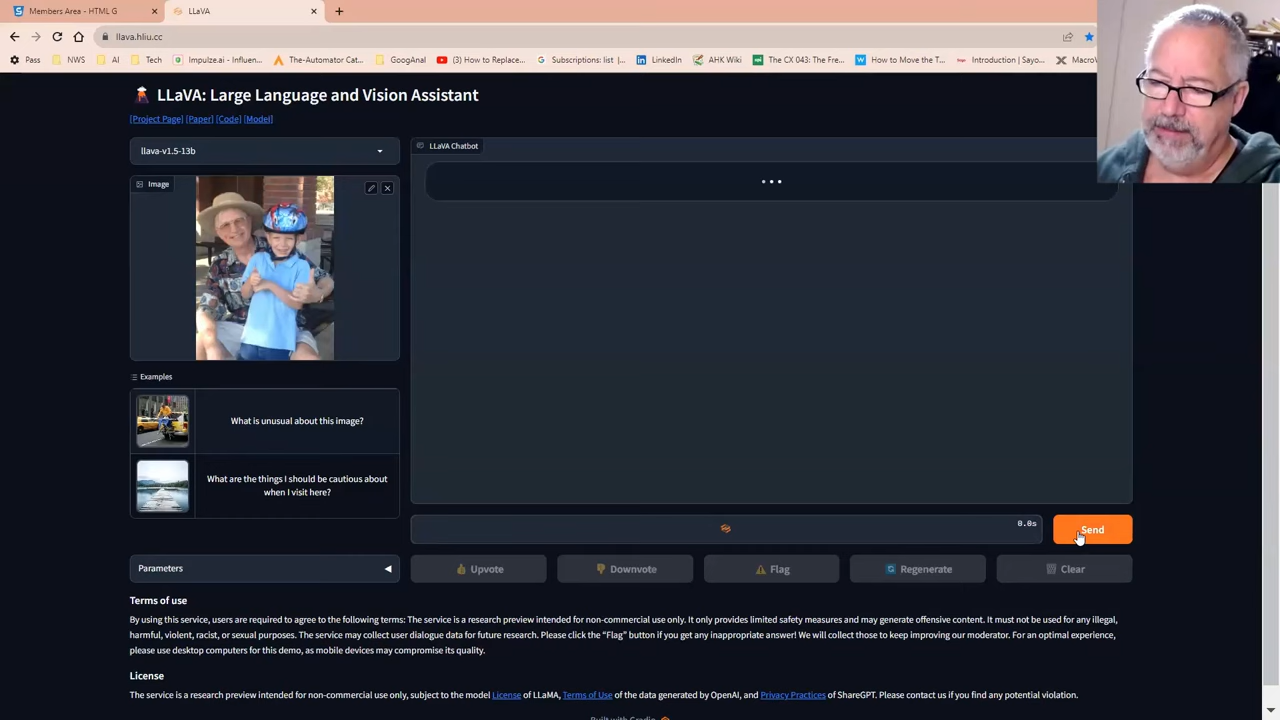 Members Area - HTML G
LLaVA
llava.hliu.cc
Pass
NWS
AI
Tech
Impulze.ai - Influen...
The-Automator Cat...
GoogAnal
(3) How to Replace...
Subscriptions: list |...
LinkedIn
AHK Wiki
The CX 043: The Fre...
How to Move the T...
Introduction | Sayo...
MacroV
LLaVA: Large Language and Vision Assistant
[Project Page] [Paper] [Code] [Model]
llava-v1.5-13b
LLaVA Chatbot
Image
Examples
What is unusual about this image?
What are the things I should be cautious about
when I visit here?
0.0s
Send
Parameters
Upvote
Downvote
Flag
Regenerate
Clear
Terms of use
By using this service, users are required to agree to the following terms: The service is a research preview intended for non-commercial use only. It only provides limited safety measures and may generate offensive content. It must not be used for any illegal,
harmful, violent, racist, or sexual purposes. The service may collect user dialogue data for future research. Please click the "Flag" button if you get any inappropriate answer! We will collect those to keep improving our moderator. For an optimal experience,
please use desktop computers for this demo, as mobile devices may compromise its quality.
License
The service is a research preview intended for non-commercial use only, subject to the model License of LLaMA, Terms of Use of the data generated by OpenAI, and Privacy Practices of ShareGPT. Please contact us if you find any potential violation.
Built with Gradio